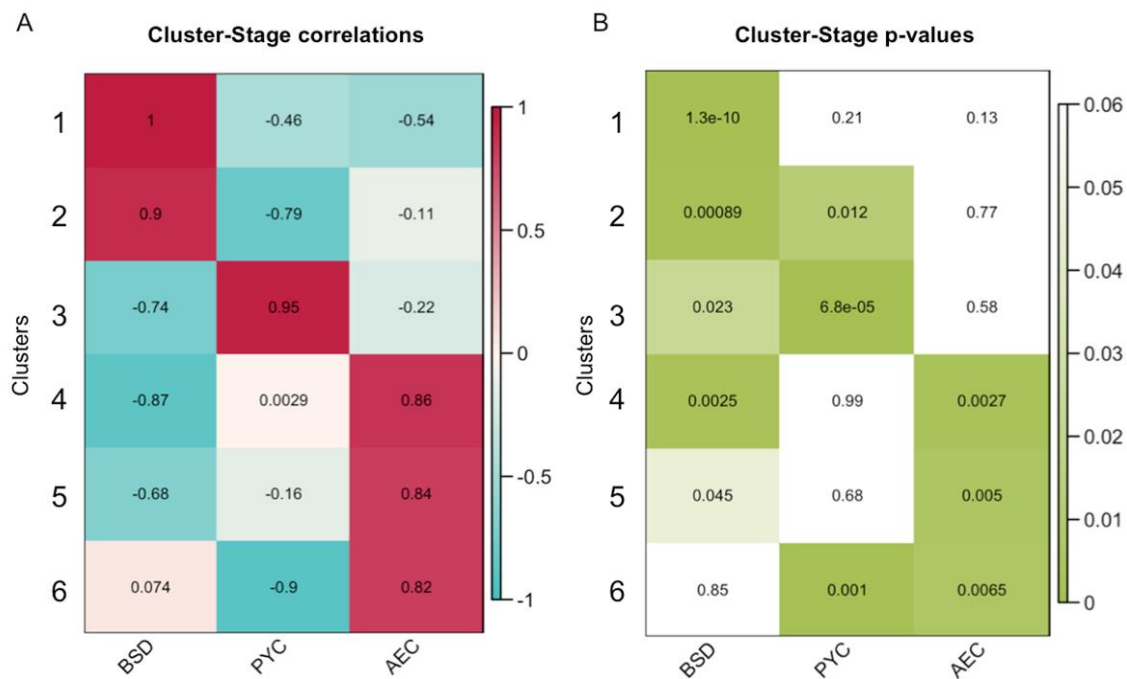 A
Cluster-Stage correlations
Clusters
1 1 -0.46 -0.54
2 0.9 -0.79 -0.11
3 -0.74 0.95 -0.22
4 -0.87 0.0029 0.86
5 -0.68 -0.16 0.84
6 0.074 -0.9 0.82
BSD PYC AEC
1
0.5
0
-0.5
-1
B
Cluster-Stage p-values
Clusters
1 1.3e-10 0.21 0.13
2 0.00089 0.012 0.77
3 0.023 6.8e-05 0.58
4 0.0025 0.99 0.0027
5 0.045 0.68 0.005
6 0.85 0.001 0.0065
BSD PYC AEC
0.06
0.05
0.04
0.03
0.02
0.01
0